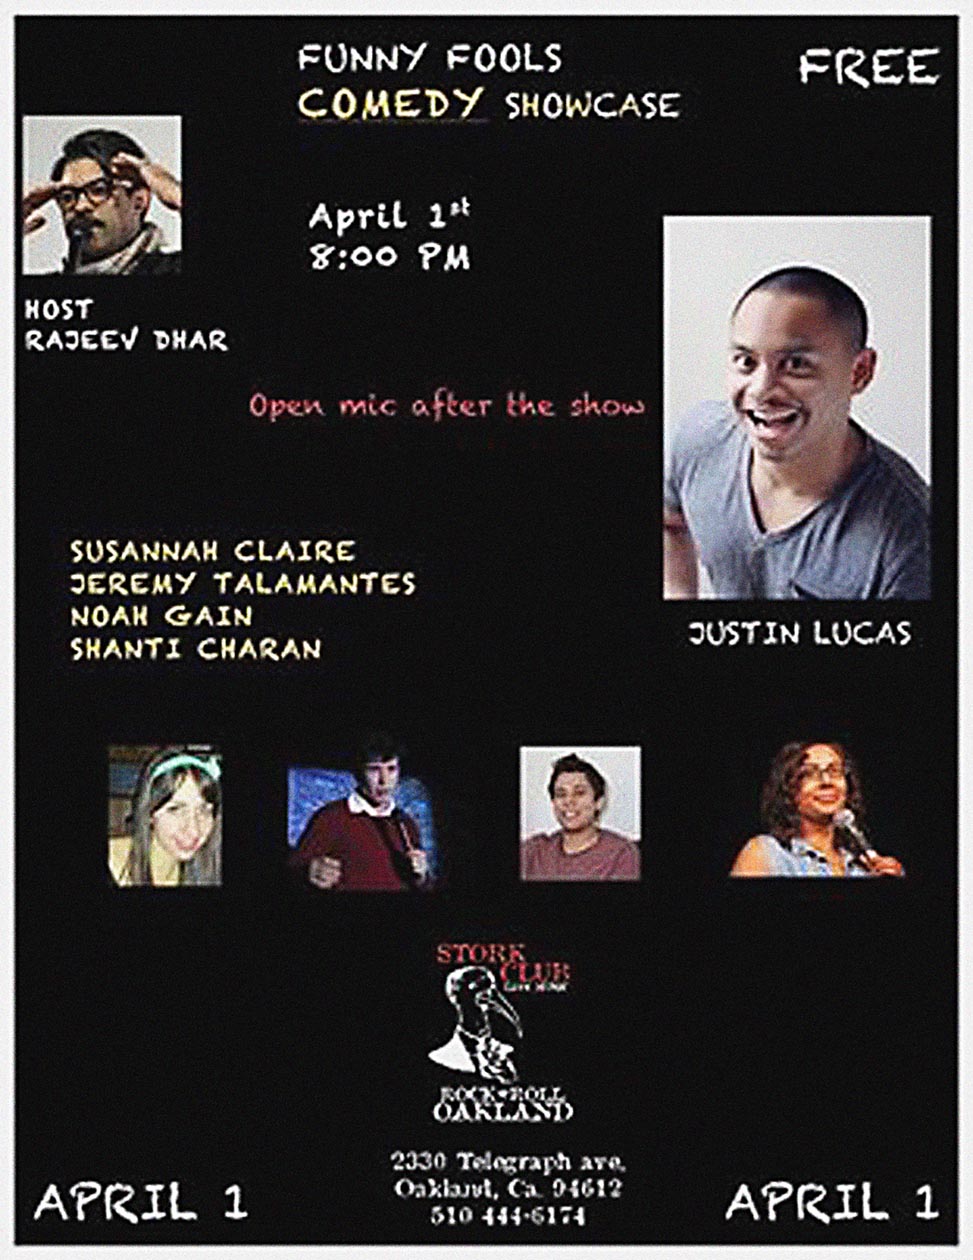 FUNNY FOOLS
COMEDY SHOWCASE
FREE
April 1st
8:00 PM
HOST
RAJEEV DHAR
Open mic after the show
SUSANNAH CLAIRE
JEREMY TALAMANTES
NOAH GAIN
SHANTI CHARAN
JUSTIN LUCAS
STORK
CLUB
LIVE MUSIC
ROCK*ROLL
OAKLAND
2330 Telegraph ave.
Oakland, Ca. 94612
510 444-6174
APRIL 1
APRIL 1